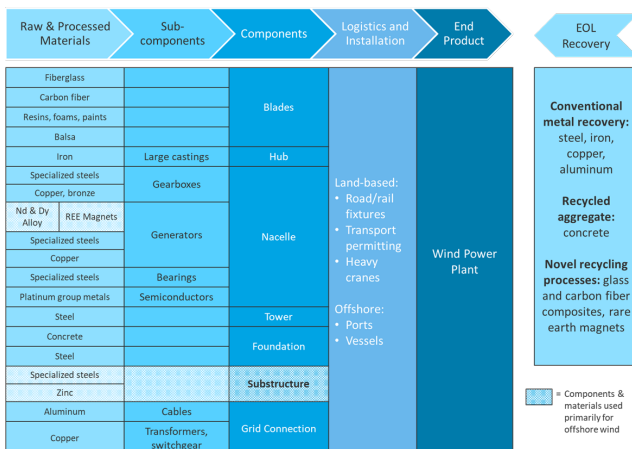 Raw & Processed
Materials
Sub-
components
Components
Logistics and
Installation
End
Product
EOL
Recovery
Fiberglass
Carbon fiber
Resins, foams, paints
Balsa
Blades
Iron
Large castings
Hub
Specialized steels
Copper, bronze
Gearboxes
Nd & Dy
Alloy
REE Magnets
Specialized steels
Copper
Generators
Specialized steels
Bearings
Platinum group metals
Semiconductors
Nacelle
Steel
Tower
Concrete
Steel
Foundation
Specialized steels
Zinc
Substructure
Aluminum
Cables
Copper
Transformers,
switchgear
Grid Connection
Land-based:
• Road/rail
fixtures
• Transport
permitting
• Heavy
cranes
Offshore:
• Ports
• Vessels
Wind Power
Plant
Conventional
metal recovery:
steel, iron,
copper,
aluminum
Recycled
aggregate:
concrete
Novel recycling
processes: glass
and carbon fiber
composites, rare
earth magnets
= Components &
materials used
primarily for
offshore wind